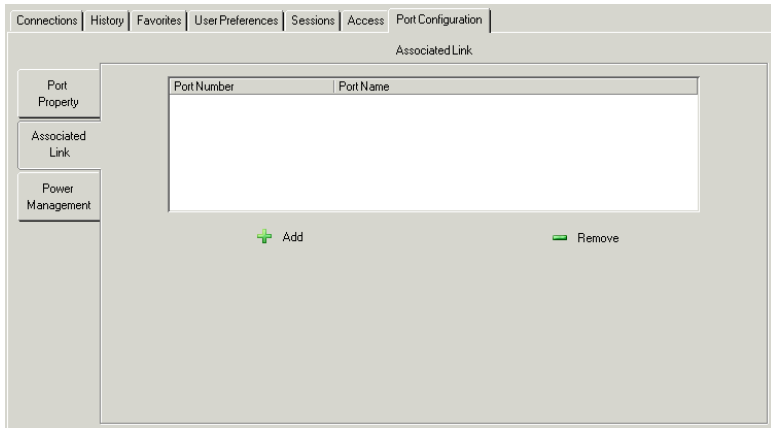 Connections History Favorites User Preferences Sessions Access Port Configuration
Associated Link
Port
Property
Associated
Link
Power
Management
Port Number Port Name
Add Remove